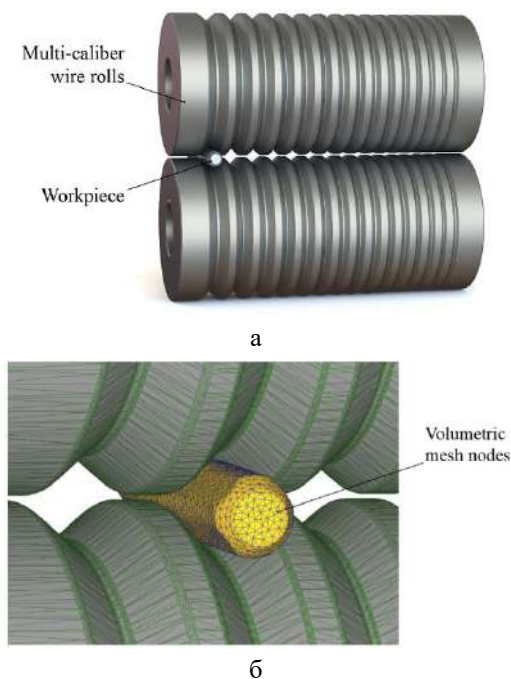 Multi-caliber
wire rolls
Workpiece
а
Volumetric
mesh nodes
б